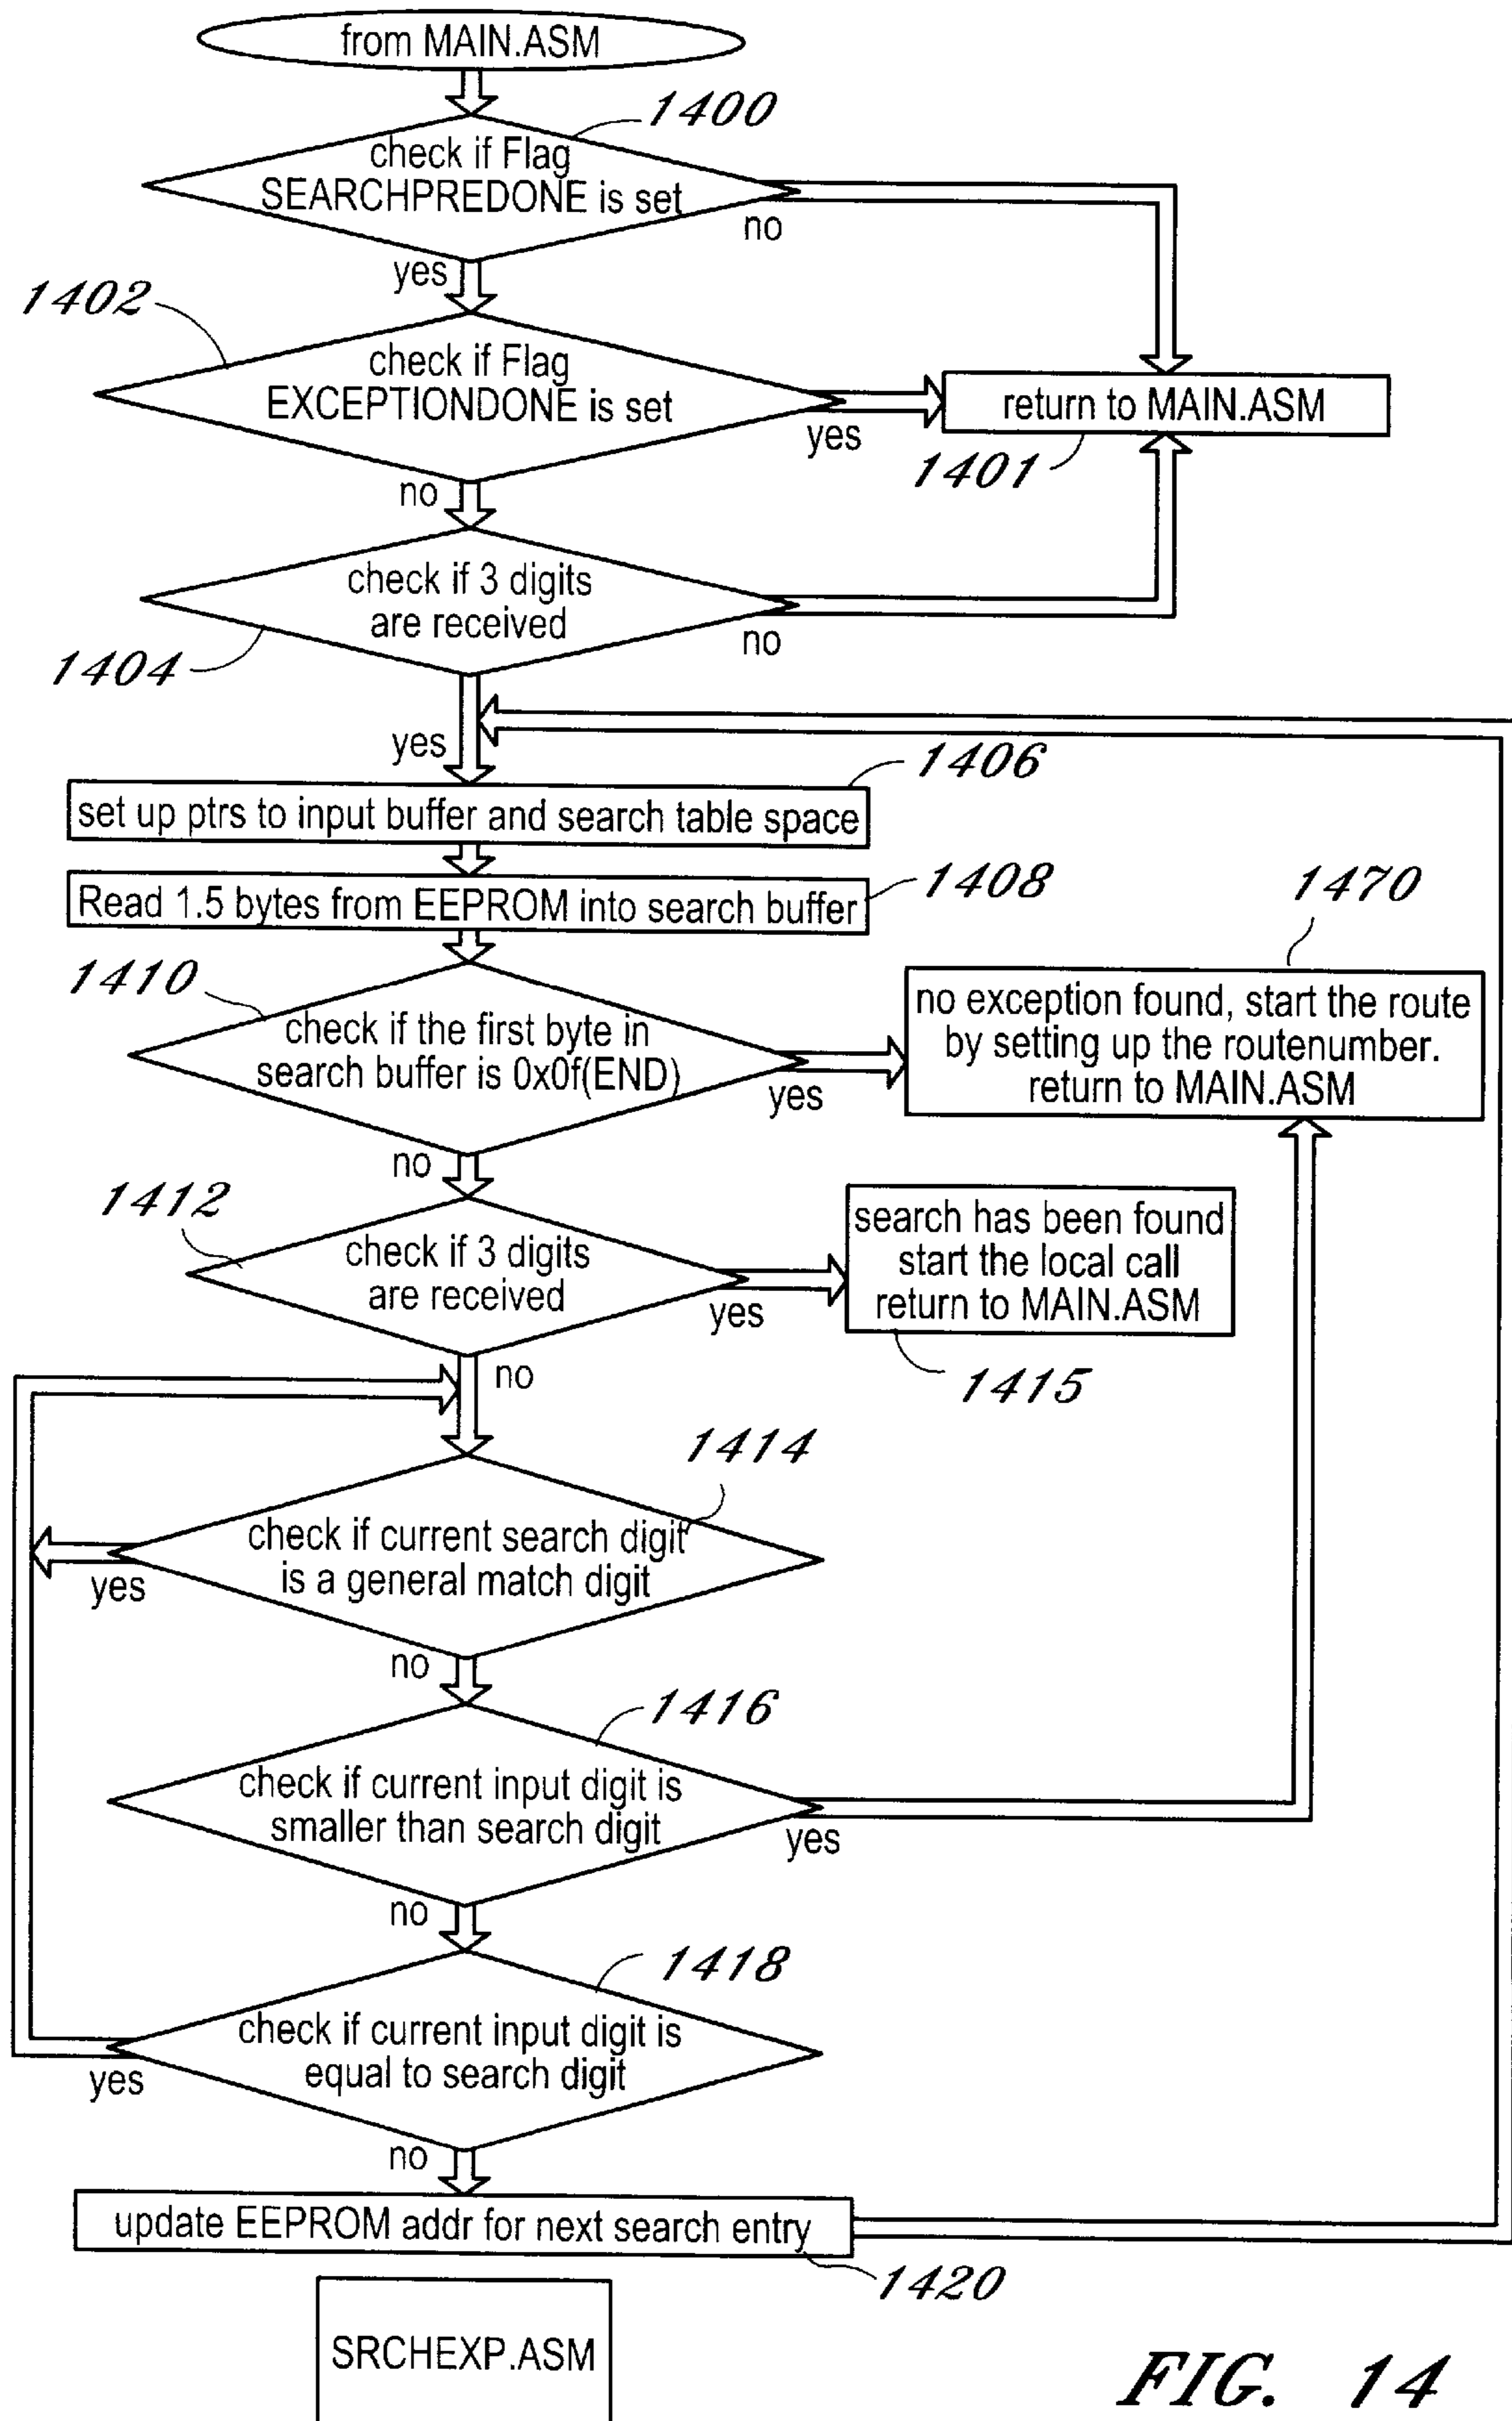 from MAIN.ASM
1400
check if Flag
SEARCHPREDONE is set
no
yes
1402
check if Flag
EXCEPTIONDONE is set
yes
return to MAIN.ASM
1401
no
check if 3 digits
are received
no
1404
yes
1406
set up ptrs to input buffer and search table space
1408
Read 1.5 bytes from EEPROM into search buffer
1470
1410
check if the first byte in
search buffer is 0x0f(END)
yes
no exception found, start the route
by setting up the routenumber.
return to MAIN.ASM
no
1412
check if 3 digits
are received
yes
search has been found
start the local call
return to MAIN.ASM
1415
no
1414
check if current search digit
is a general match digit
yes
no
1416
check if current input digit is
smaller than search digit
yes
no
1418
check if current input digit is
equal to search digit
yes
no
update EEPROM addr for next search entry
1420
SRCHEXP.ASM
FIG. 14